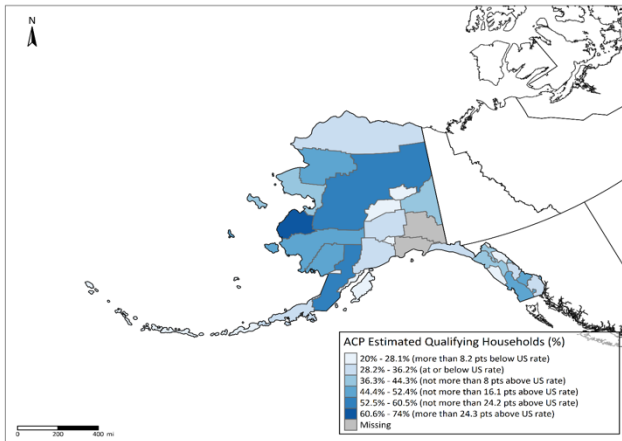 N
ACP Estimated Qualifying Households (%)
20% - 28.1% (more than 8.2 pts below US rate)
28.2% - 36.2% (at or below US rate)
36.3% - 44.3% (not more than 8 pts above US rate)
44.4% - 52.4% (not more than 16.1 pts above US rate)
52.5% - 60.5% (not more than 24.2 pts above US rate)
60.6% - 74% (more than 24.3 pts above US rate)
Missing
0 100 200 400 mi